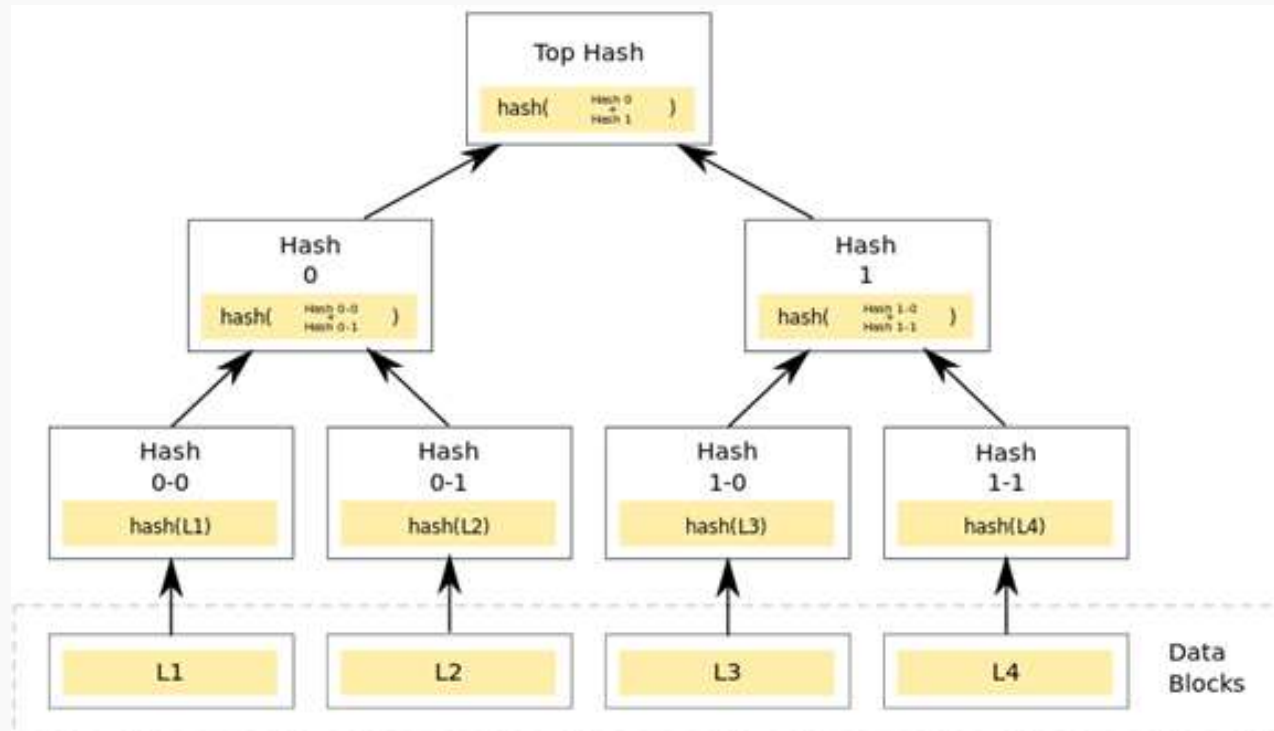 Top Hash
hash( Hash 0 + Hash 1 )
Hash
0
hash( Hash 0-0 + Hash 0-1 )
Hash
1
hash( Hash 1-0 + Hash 1-1 )
Hash
0-0
hash(L1)
Hash
0-1
hash(L2)
Hash
1-0
hash(L3)
Hash
1-1
hash(L4)
L1
L2
L3
L4
Data
Blocks